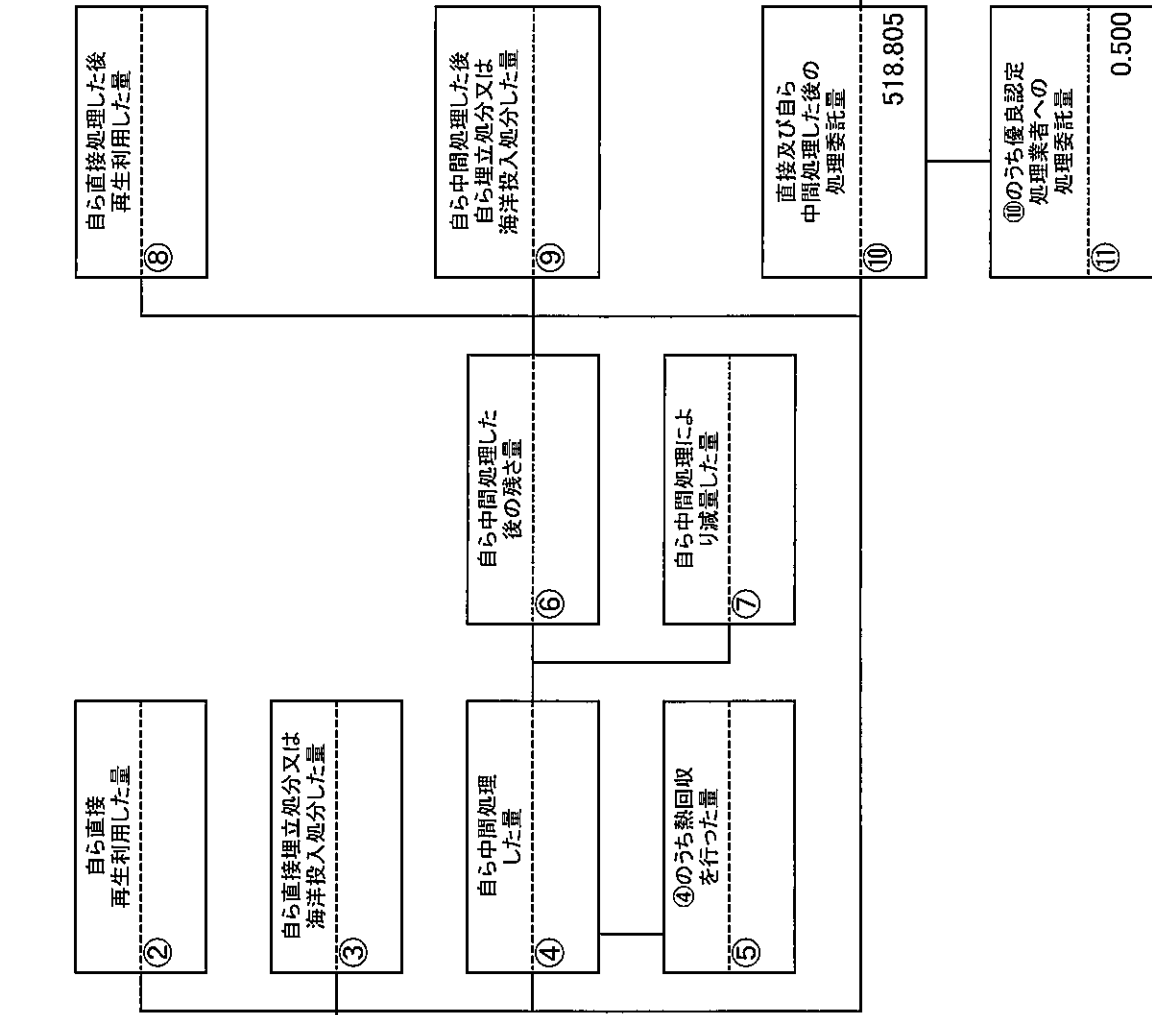 自ら直接
再生利用した量
②
自ら直接埋立処分又は
海洋投入処分した量
③
自ら中間処理
した量
④
④のうち熱回収
を行った量
⑤
自ら中間処理した
後の残さ量
⑥
自ら中間処理によ
り減量した量
⑦
自ら直接処理した後
再生利用した量
⑧
自ら中間処理した後
自ら埋立処分又は
海洋投入処分した量
⑨
直接及び自ら
中間処理した後の
処理委託量
⑩
518.805
⑩のうち優良認定
処理業者への
処理委託量
⑪
0.500